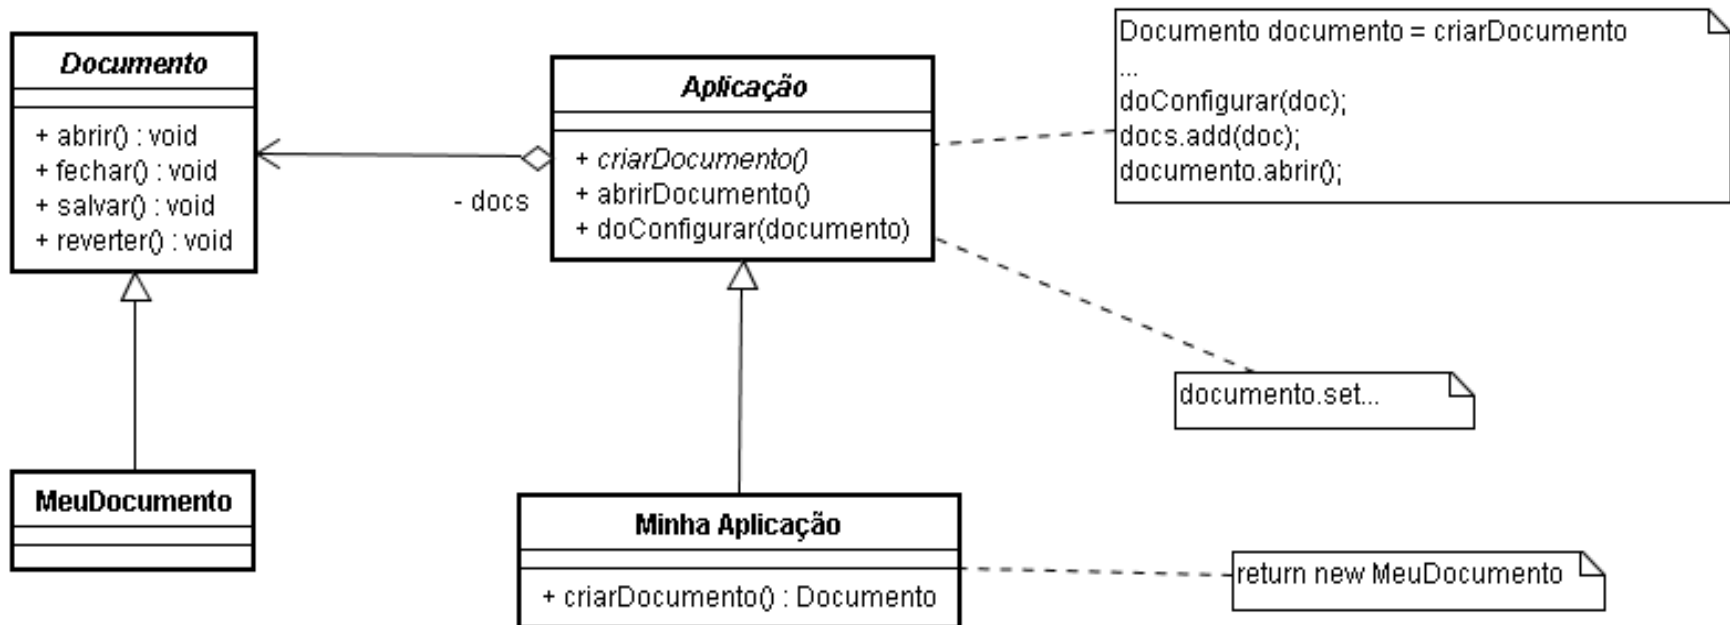 Documento
+ abrir() : void
+ fechar() : void
+ salvar() : void
+ reverter() : void
- docs
Aplicação
+ criarDocumento()
+ abrirDocumento()
+ doConfigurar(documento)
Documento documento = criarDocumento
...
doConfigurar(doc);
docs.add(doc);
documento.abrir();
documento.set...
MeuDocumento
Minha Aplicação
+ criarDocumento() : Documento
return new MeuDocumento